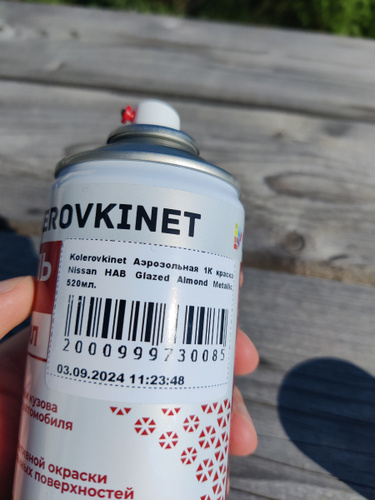 EROVKINET
Kolerovkinet Аэрозольная 1К краска
Nissan HAB Glazed Almond Metallic
520мл.
2000999730085
03.09.2024 11:23:48
кузова
автомобиля
окраски
поверхностей